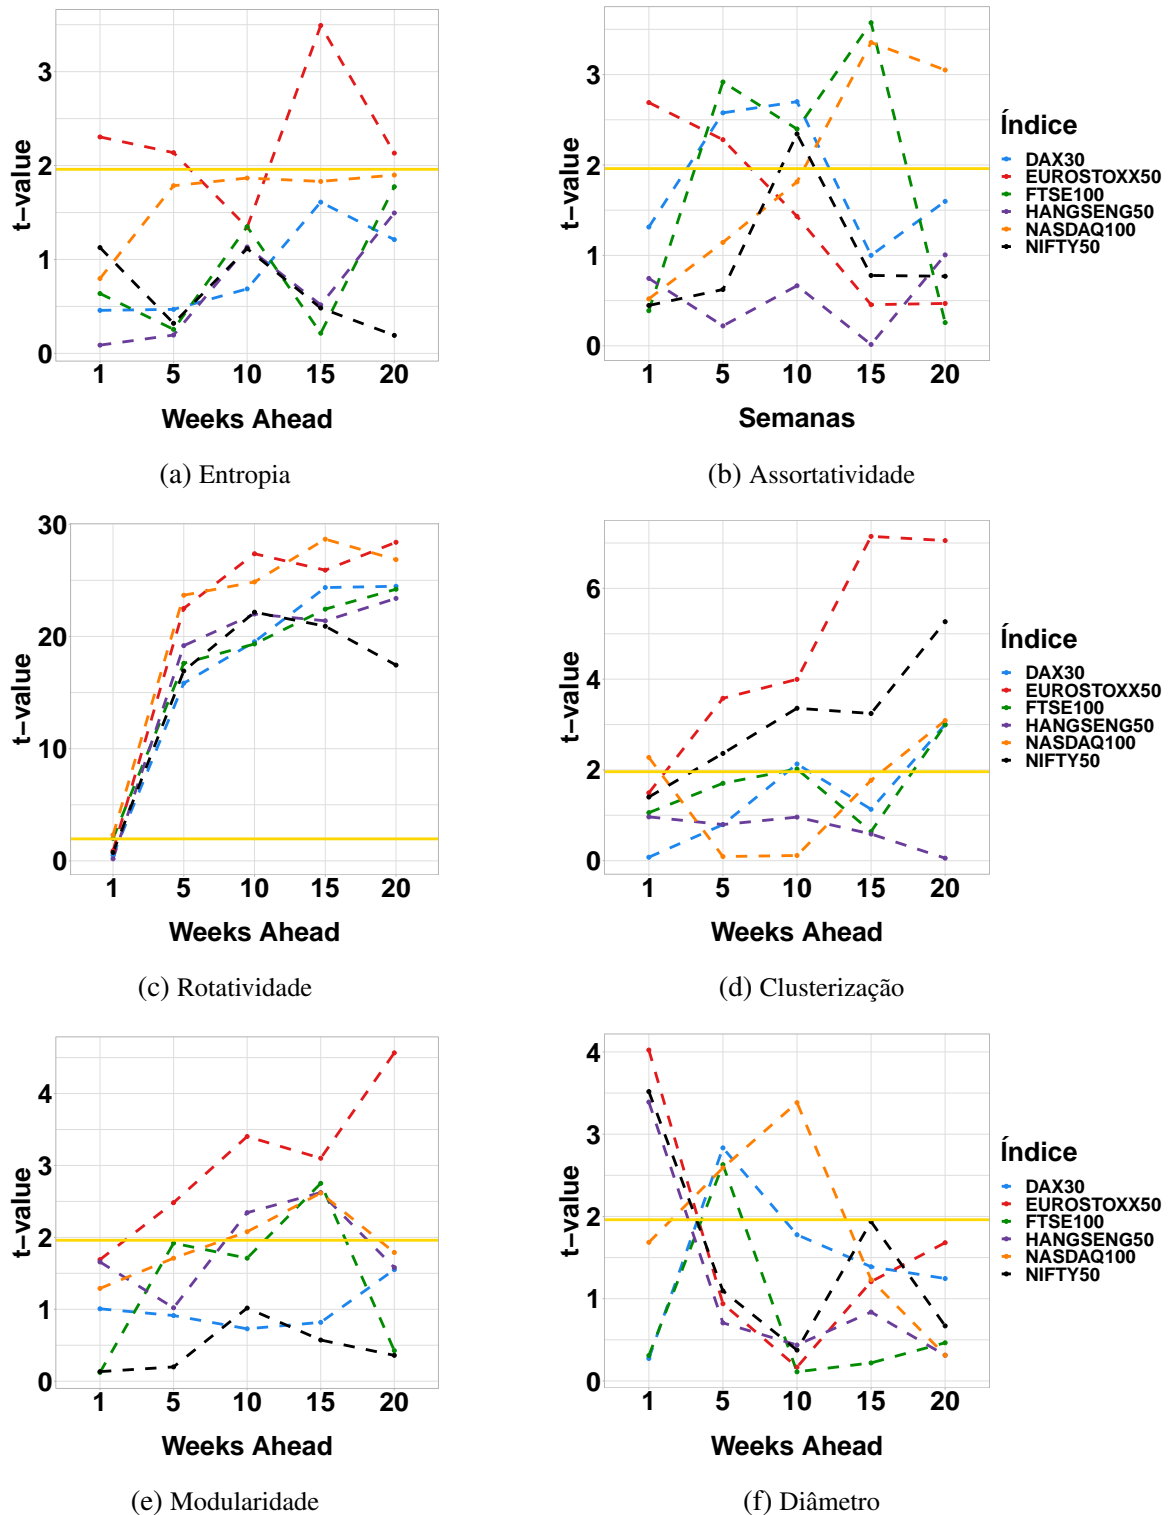 3
2
1
0
t−value
1 5 10 15 20
Weeks Ahead
(a) Entropia
3
2
1
0
t−value
1 5 10 15 20
Semanas
(b) Assortatividade
Índice
DAX30
EUROSTOXX50
FTSE100
HANGSENG50
NASDAQ100
NIFTY50
30
20
10
0
t−value
1 5 10 15 20
Weeks Ahead
(c) Rotatividade
6
4
2
0
t−value
1 5 10 15 20
Weeks Ahead
(d) Clusterização
Índice
DAX30
EUROSTOXX50
FTSE100
HANGSENG50
NASDAQ100
NIFTY50
4
3
2
1
0
t−value
1 5 10 15 20
Weeks Ahead
(e) Modularidade
4
3
2
1
0
t−value
1 5 10 15 20
Weeks Ahead
(f) Diâmetro
Índice
DAX30
EUROSTOXX50
FTSE100
HANGSENG50
NASDAQ100
NIFTY50